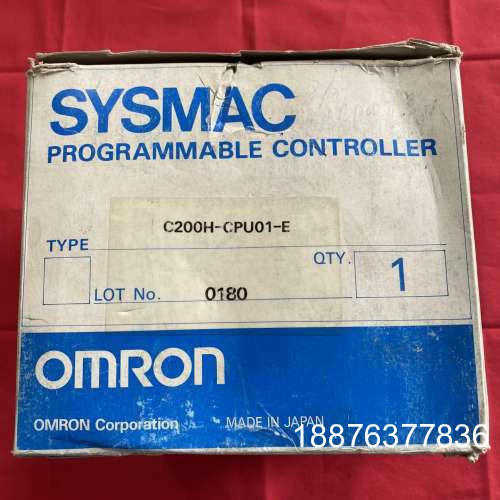 SYSMAC
PROGRAMMABLE CONTROLLER
C200H-CPU01-E
TYPE
QTY.
1
LOT No.
0180
OMRON
OMRON Corporation
MADE IN JAPAN
18876377836